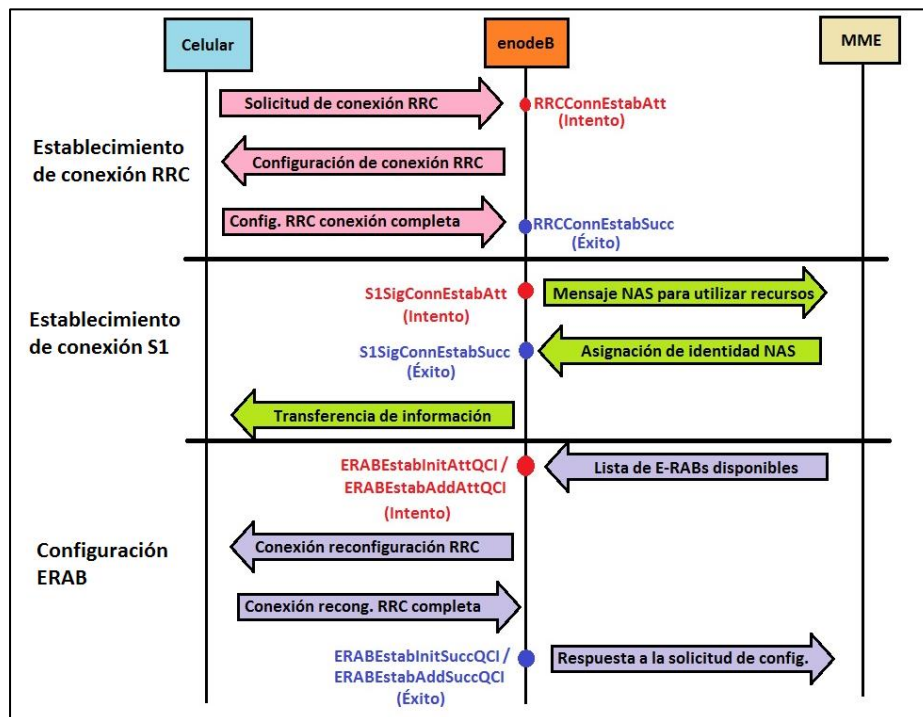 Celular
enodeB
MME
Solicitud de conexión RRC
RRCConnEstabAtt
(Intento)
Establecimiento
de conexión RRC
Configuración de conexión RRC
Config. RRC conexión completa
RRCConnEstabSucc
(Éxito)
S1SigConnEstabAtt
(Intento)
Mensaje NAS para utilizar recursos
Establecimiento
de conexión S1
S1SigConnEstabSucc
(Éxito)
Asignación de identidad NAS
Transferencia de información
ERABEstabInitAttQCI /
ERABEstabAddAttQCI
(Intento)
Lista de E-RABs disponibles
Configuración
ERAB
Conexión reconfiguración RRC
Conexión recong. RRC completa
ERABEstabInitSuccQCI /
ERABEstabAddSuccQCI
(Éxito)
Respuesta a la solicitud de config.